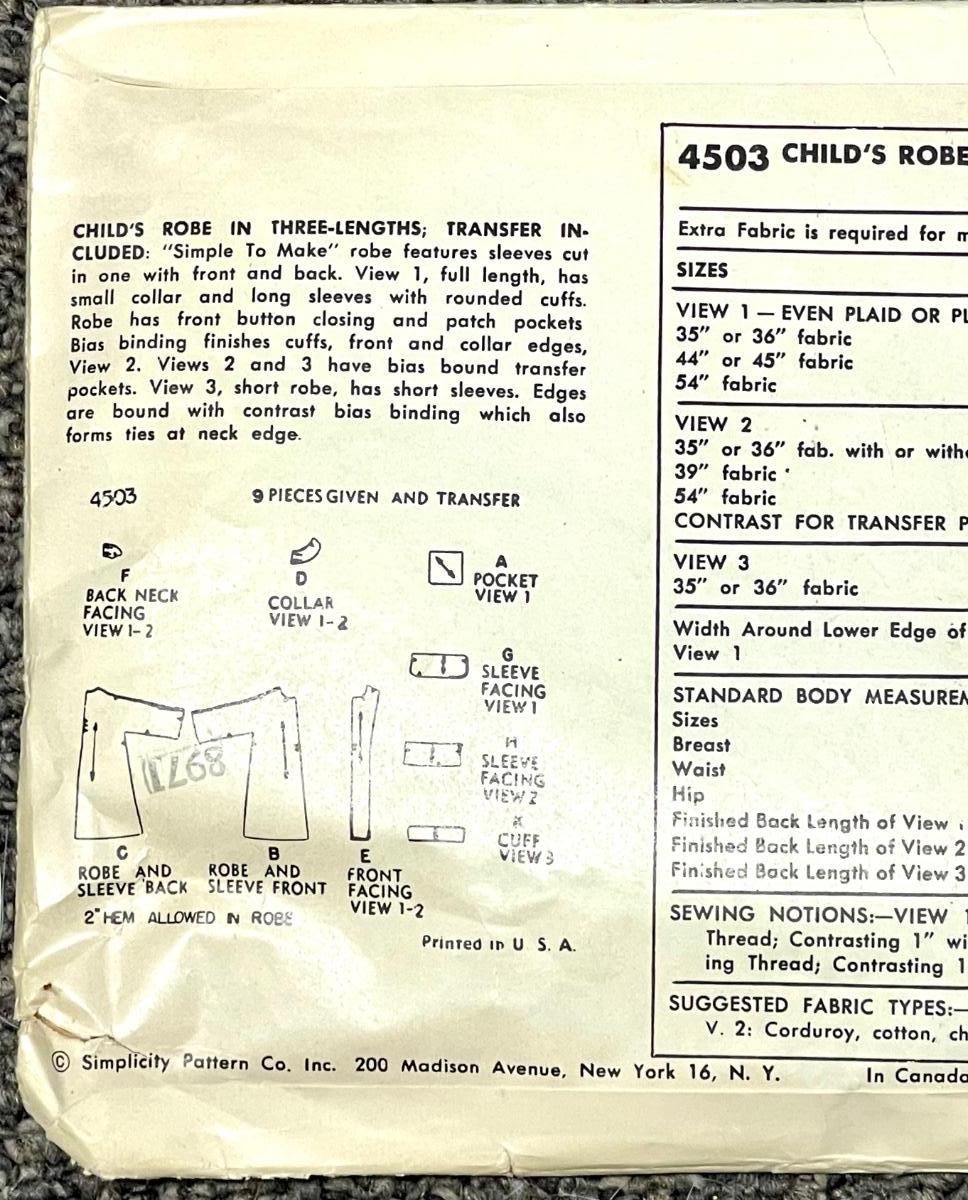 CHILD'S ROBE IN THREE-LENGTHS; TRANSFER IN-
CLUDED: "Simple To Make" robe features sleeves cut
in one with front and back. View 1, full length, has
small collar and long sleeves with rounded cuffs.
Robe has front button closing and patch pockets
Bias binding finishes cuffs, front and collar edges,
View 2. Views 2 and 3 have bias bound transfer
pockets. View 3, short robe, has short sleeves. Edges
are bound with contrast bias binding which also
forms ties at neck edge.
4503 9 PIECES GIVEN AND TRANSFER
F
BACK NECK
FACING
VIEW 1-2
D
COLLAR
VIEW 1-2
A
POCKET
VIEW 1
G
SLEEVE
FACING
VIEW 1
H
SLEEVE
FACING
VIEW 2
K
CUFF
VIEW 3
C
ROBE AND
SLEEVE BACK
B
ROBE AND
SLEEVE FRONT
E
FRONT
FACING
VIEW 1-2
2" HEM ALLOWED IN ROBE
Printed in U. S. A.
4503 CHILD'S ROBE
Extra Fabric is required for m
SIZES
VIEW 1 — EVEN PLAID OR PL
35" or 36" fabric
44" or 45" fabric
54" fabric
VIEW 2
35" or 36" fab. with or witho
39" fabric
54" fabric
CONTRAST FOR TRANSFER P
VIEW 3
35" or 36" fabric
Width Around Lower Edge of
View 1
STANDARD BODY MEASUREM
Sizes
Breast
Waist
Hip
Finished Back Length of View
Finished Back Length of View 2
Finished Back Length of View 3
SEWING NOTIONS:—VIEW 1
Thread; Contrasting 1" wi
ing Thread; Contrasting 1
SUGGESTED FABRIC TYPES:—
V. 2: Corduroy, cotton, ch
© Simplicity Pattern Co. Inc. 200 Madison Avenue, New York 16, N. Y. In Canada